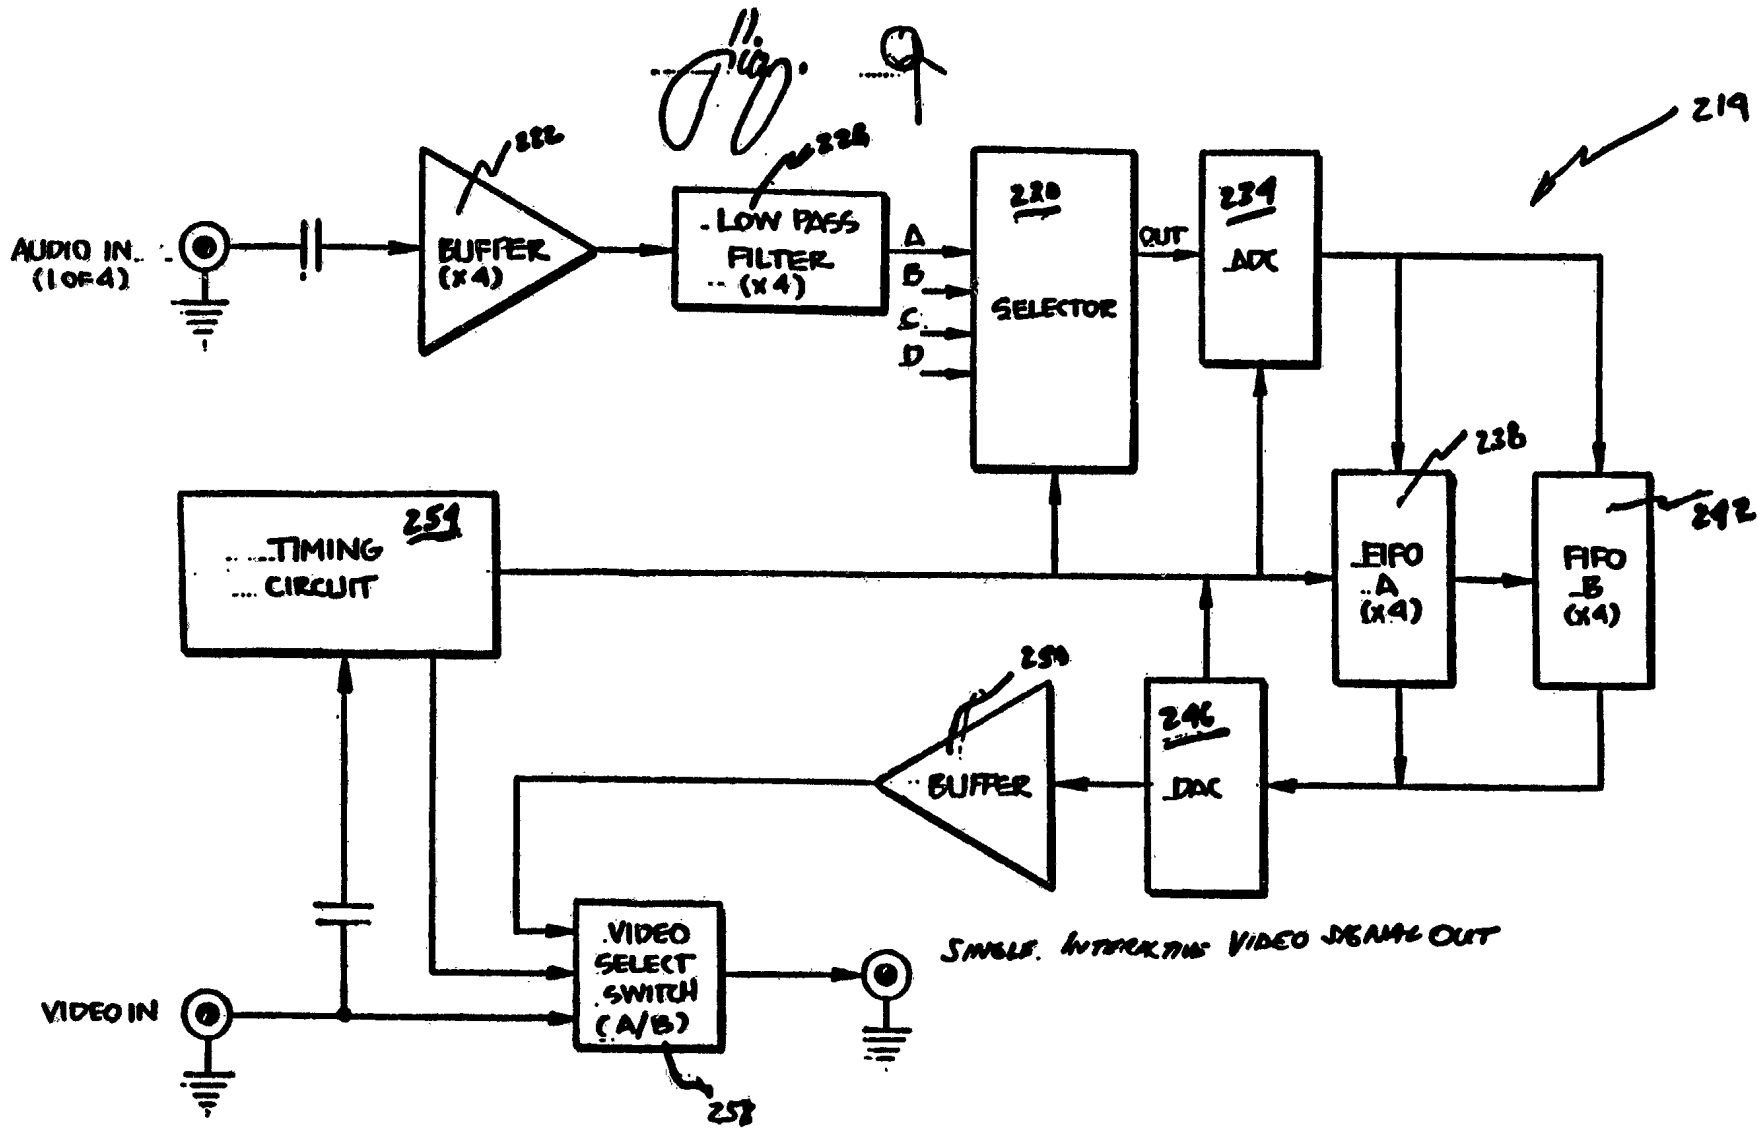 Fig. 9
219
222
228
AUDIO IN
(1 OF 4)
BUFFER
(x4)
LOW PASS
FILTER
(x4)
A
B
C
D
SELECTOR
OUT
234
ADC
238
242
254
TIMING
CIRCUIT
FIFO
A
(x4)
FIFO
B
(x4)
BUFFER
246
DAC
VIDEO
SELECT
SWITCH
(A/B)
SINGLE INTERACTIVE VIDEO SIGNAL OUT
VIDEO IN
258